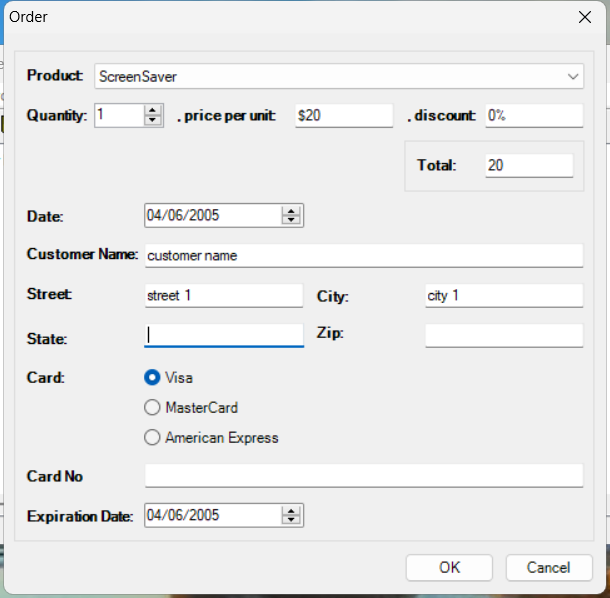 Order
Product: ScreenSaver
Quantity: 1 . price per unit: $20 . discount: 0%
Total: 20
Date: 04/06/2005
Customer Name: customer name
Street: street 1 City: city 1
State: Zip:
Card: Visa
MasterCard
American Express
Card No
Expiration Date: 04/06/2005
OK Cancel